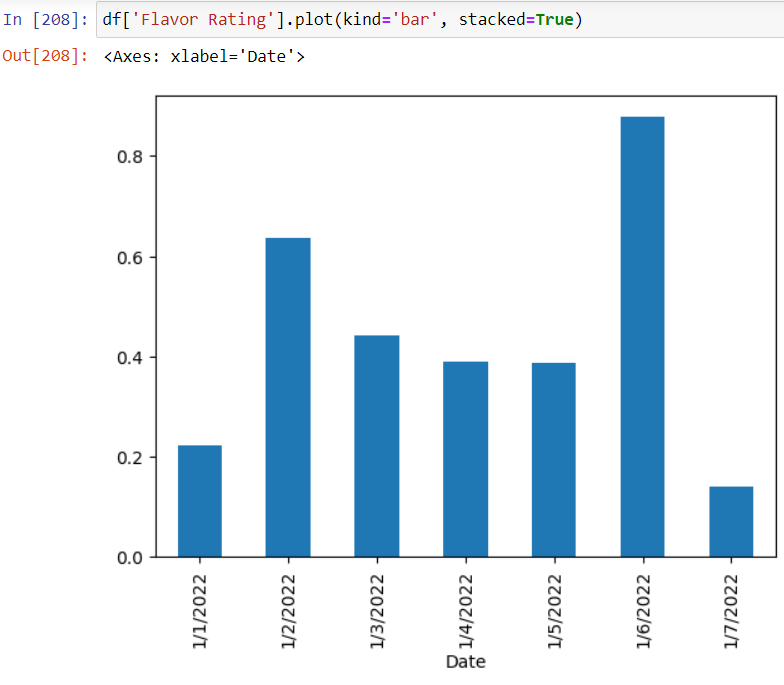 In [208]: df['Flavor Rating'].plot(kind='bar', stacked=True)
Out[208]: <Axes: xlabel='Date'>
0.8
0.6
0.4
0.2
0.0
1/1/2022 1/2/2022 1/3/2022 1/4/2022 1/5/2022 1/6/2022 1/7/2022
Date